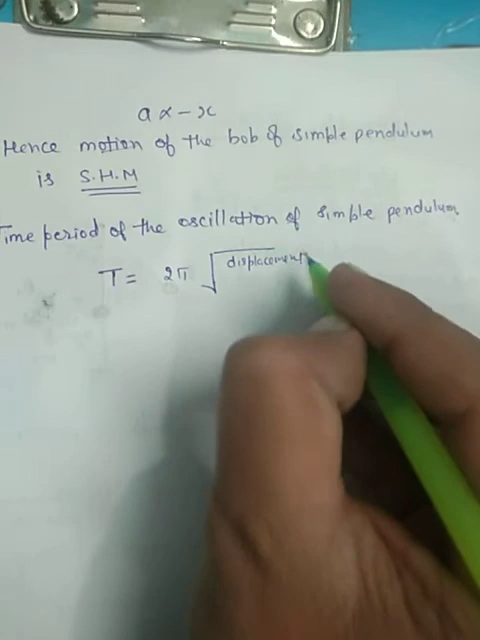 a ∝ - x
Hence motion of the bob of simple pendulum
is S.H.M
Time period of the oscillation of simple pendulum
T = 2π √displacement